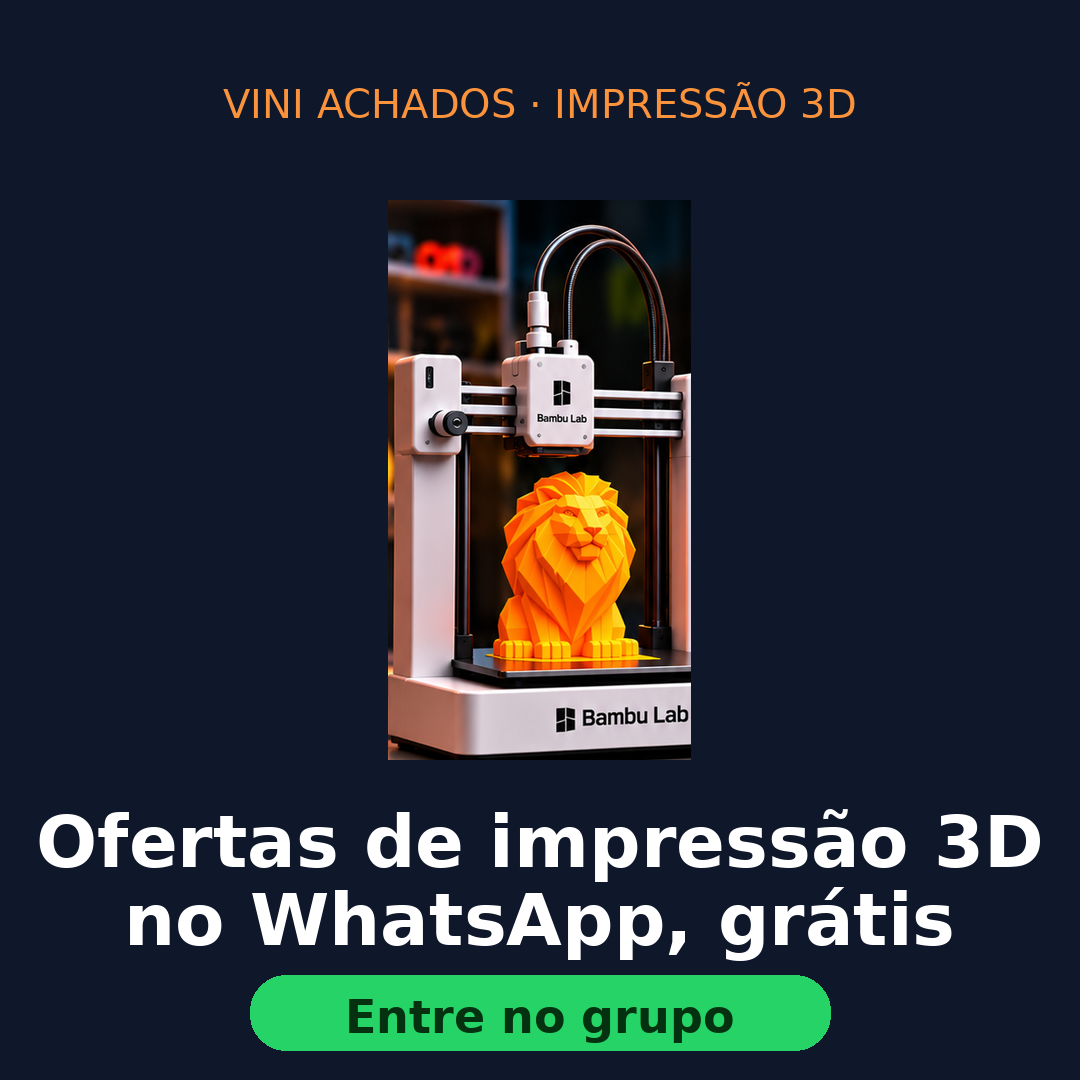 VINI ACHADOS · IMPRESSÃO 3D
Bambu Lab
Bambu Lab
Ofertas de impressão 3D
no WhatsApp, grátis
Entre no grupo